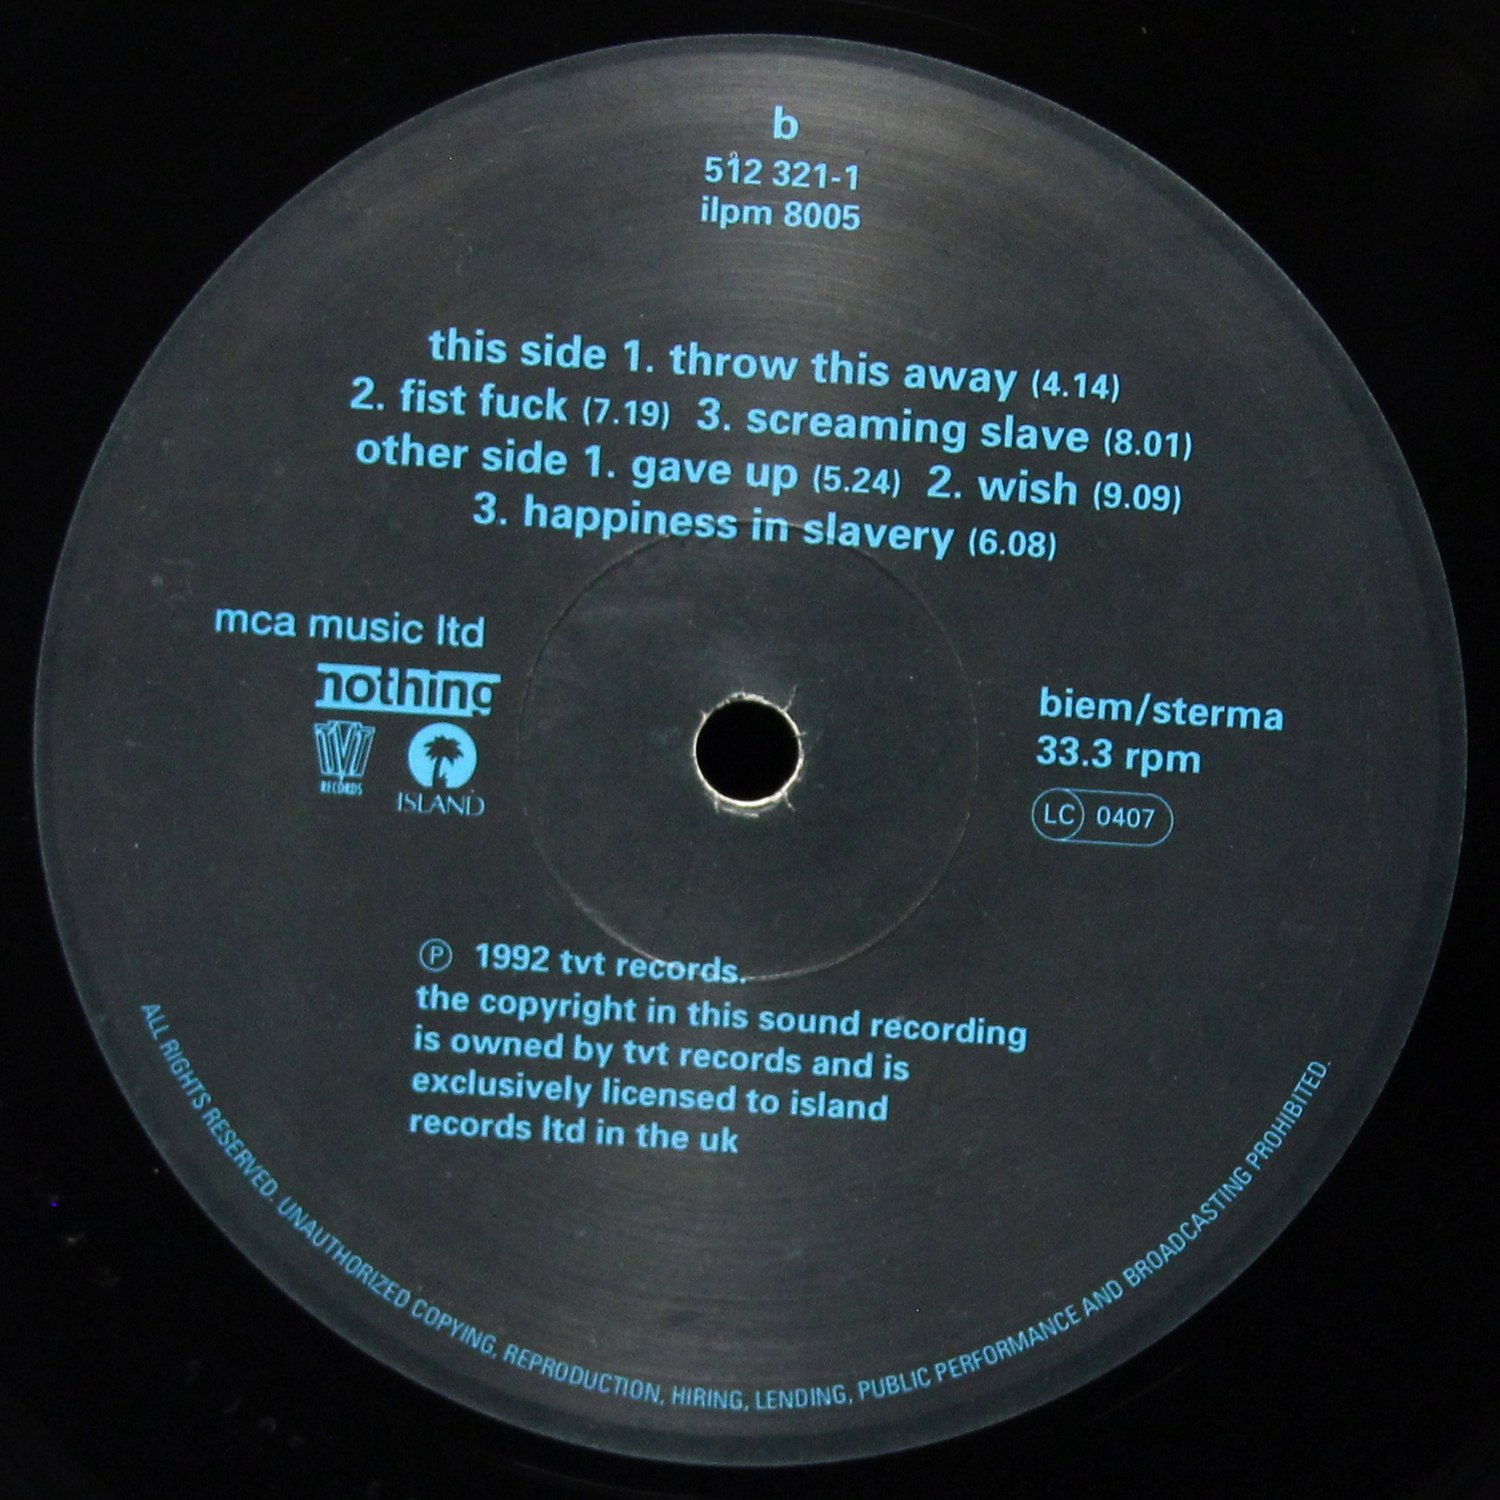 b
512 321-1
ilpm 8005
this side 1. throw this away (4.14)
2. fist fuck (7.19) 3. screaming slave (8.01)
other side 1. gave up (5.24) 2. wish (9.09)
3. happiness in slavery (6.08)
mca music ltd
nothing
TVT
RECORDS
ISLAND
biem/sterma
33.3 rpm
LC 0407
℗ 1992 tvt records.
the copyright in this sound recording
is owned by tvt records and is
exclusively licensed to island
records ltd in the uk
ALL RIGHTS RESERVED. UNAUTHORIZED COPYING, REPRODUCTION, HIRING, LENDING, PUBLIC PERFORMANCE AND BROADCASTING PROHIBITED.